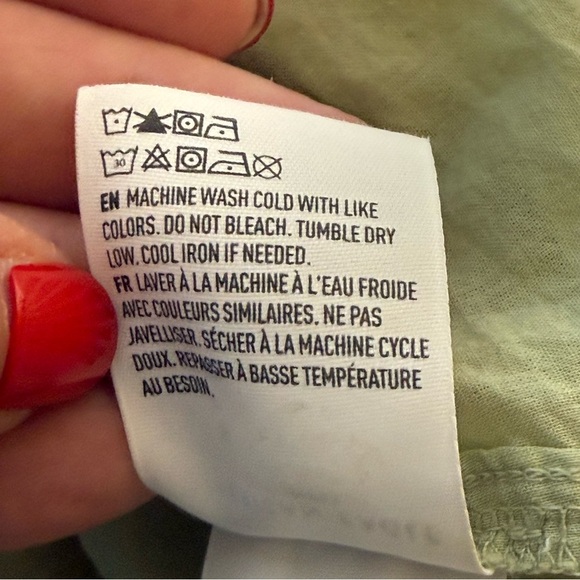 30
EN MACHINE WASH COLD WITH LIKE
COLORS. DO NOT BLEACH. TUMBLE DRY
LOW. COOL IRON IF NEEDED.
FR LAVER À LA MACHINE À L'EAU FROIDE
AVEC COULEURS SIMILAIRES. NE PAS
JAVELLISER. SÉCHER À LA MACHINE CYCLE
DOUX. REPASSER À BASSE TEMPÉRATURE
AU BESOIN.